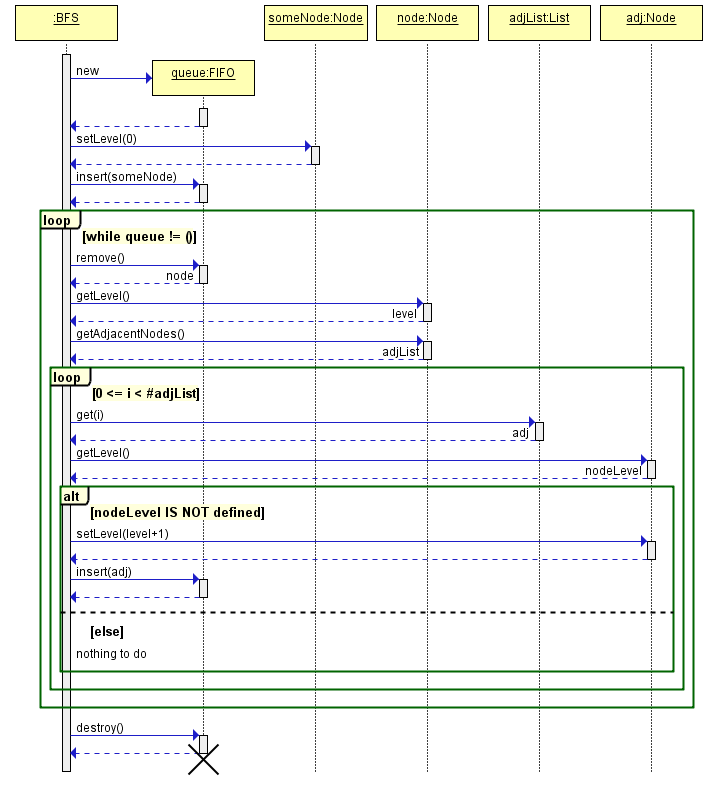 :BFS
someNode:Node
node:Node
adjList:List
adj:Node
new
queue:FIFO
setLevel(0)
insert(someNode)
loop
[while queue != ()]
remove()
node
getLevel()
level
getAdjacentNodes()
adjList
loop
[0 <= i < #adjList]
get(i)
adj
getLevel()
nodeLevel
alt
[nodeLevel IS NOT defined]
setLevel(level+1)
insert(adj)
[else]
nothing to do
destroy()